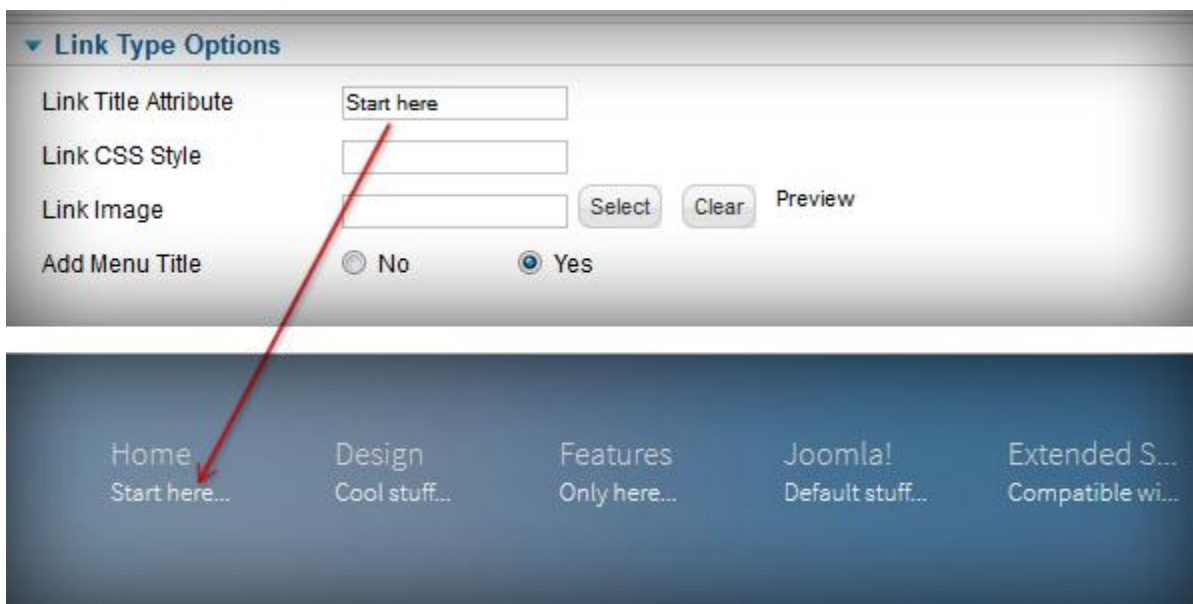 Link Type Options
Link Title Attribute Start here
Link CSS Style
Link Image Select Clear Preview
Add Menu Title No Yes
Home Design Features Joomla! Extended S...
Start here... Cool stuff... Only here... Default stuff... Compatible wi...